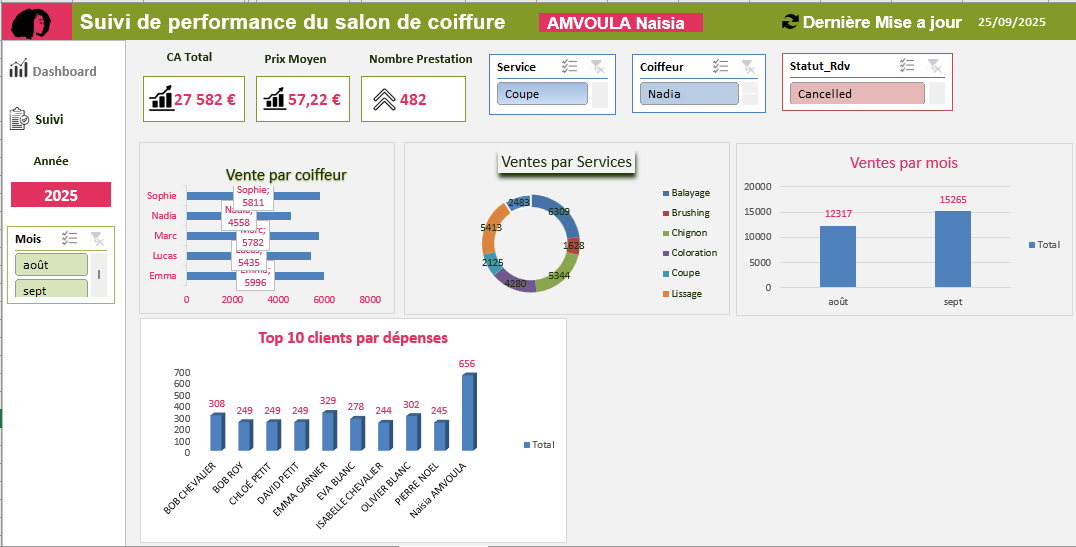 Suivi de performance du salon de coiffure
AMVOULA Naisia
Dernière Mise a jour
25/09/2025
Dashboard
Suivi
Année
2025
Mois
août
sept
CA Total
27 582 €
Prix Moyen
57,22 €
Nombre Prestation
482
Service
Coupe
Coiffeur
Nadia
Statut_Rdv
Cancelled
Vente par coiffeur
Sophie
Sophie;
5811
Nadia
4558
Marc
Marc;
5782
Lucas
5435
Emma
Emma;
5996
0 2000 4000 6000 8000
Ventes par Services
2483
6309
5413
1628
2125
4280
5344
Balayage
Brushing
Chignon
Coloration
Coupe
Lissage
Ventes par mois
20000
15000
10000
5000
0
12317
15265
août
sept
Total
Top 10 clients par dépenses
700
600
500
400
300
200
100
0
308
249
249
249
329
278
244
302
245
656
BOB CHEVALIER
BOB ROY
CHLOÉ PETIT
DAVID PETIT
EMMA GARNIER
EVA BLANC
ISABELLE CHEVALIER
OLIVIER BLANC
PIERRE NOEL
Naisia AMVOULA
Total